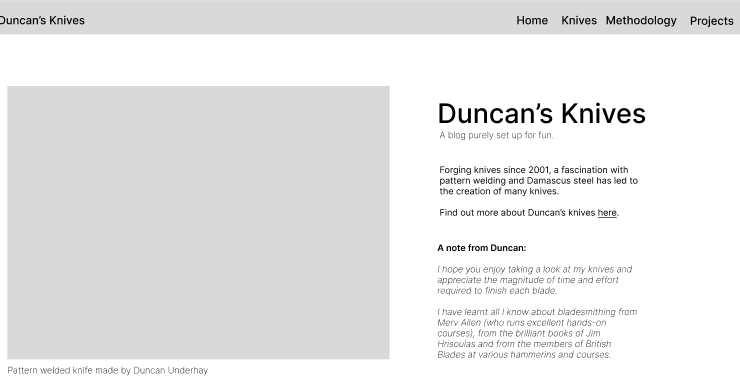 Duncan's Knives
Home Knives Methodology Projects
Duncan's Knives
A blog purely set up for fun.
Forging knives since 2001, a fascination with
pattern welding and Damascus steel has led to
the creation of many knives.
Find out more about Duncan's knives here.
A note from Duncan:
I hope you enjoy taking a look at my knives and
appreciate the magnitude of time and effort
required to finish each blade.
I have learnt all I know about bladesmithing from
Merv Allen (who runs excellent hands-on
courses), from the brilliant books of Jim
Hrisoulas and from the members of British
Blades at various hammerins and courses.
Pattern welded knife made by Duncan Underhay